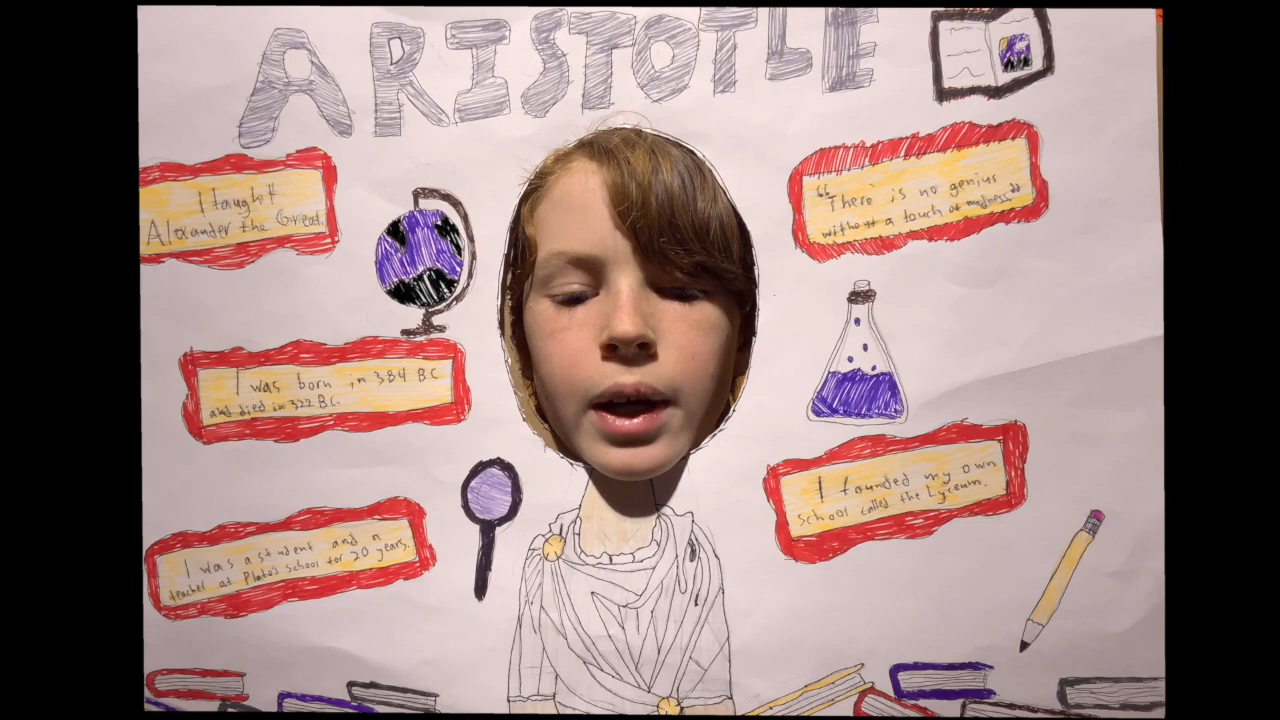 ARISTOTLE
I taught
Alexander the Great.
"There is no genius
without a touch of madness."
I was born in 384 BC
and died in 322 BC.
I founded my own
school called the Lyceum.
I was a student and a
teacher at Plato's school for 20 years.